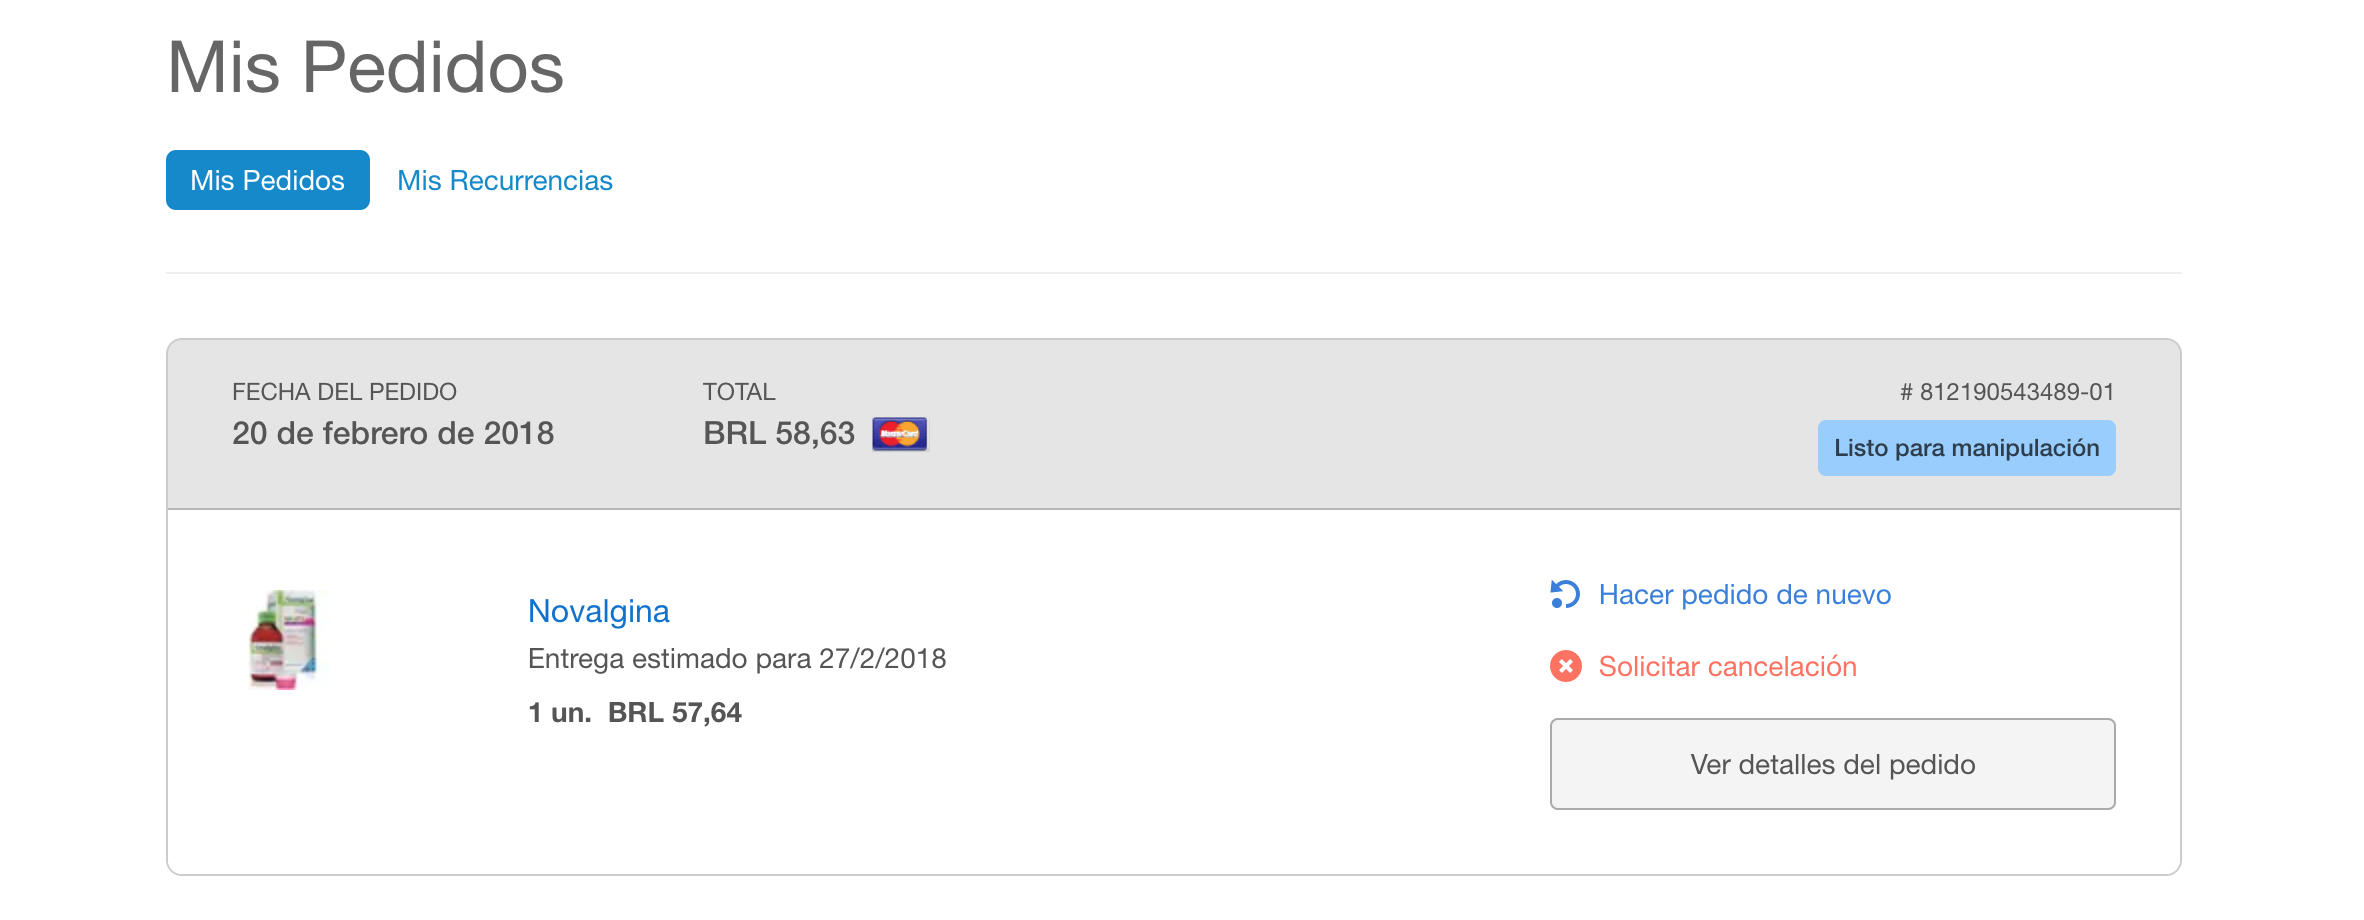 Mis Pedidos
Mis Pedidos
Mis Recurrencias
FECHA DEL PEDIDO
20 de febrero de 2018
TOTAL
BRL 58,63
MasterCard
# 812190543489-01
Listo para manipulación
Novalgina
Entrega estimado para 27/2/2018
1 un. BRL 57,64
Hacer pedido de nuevo
Solicitar cancelación
Ver detalles del pedido